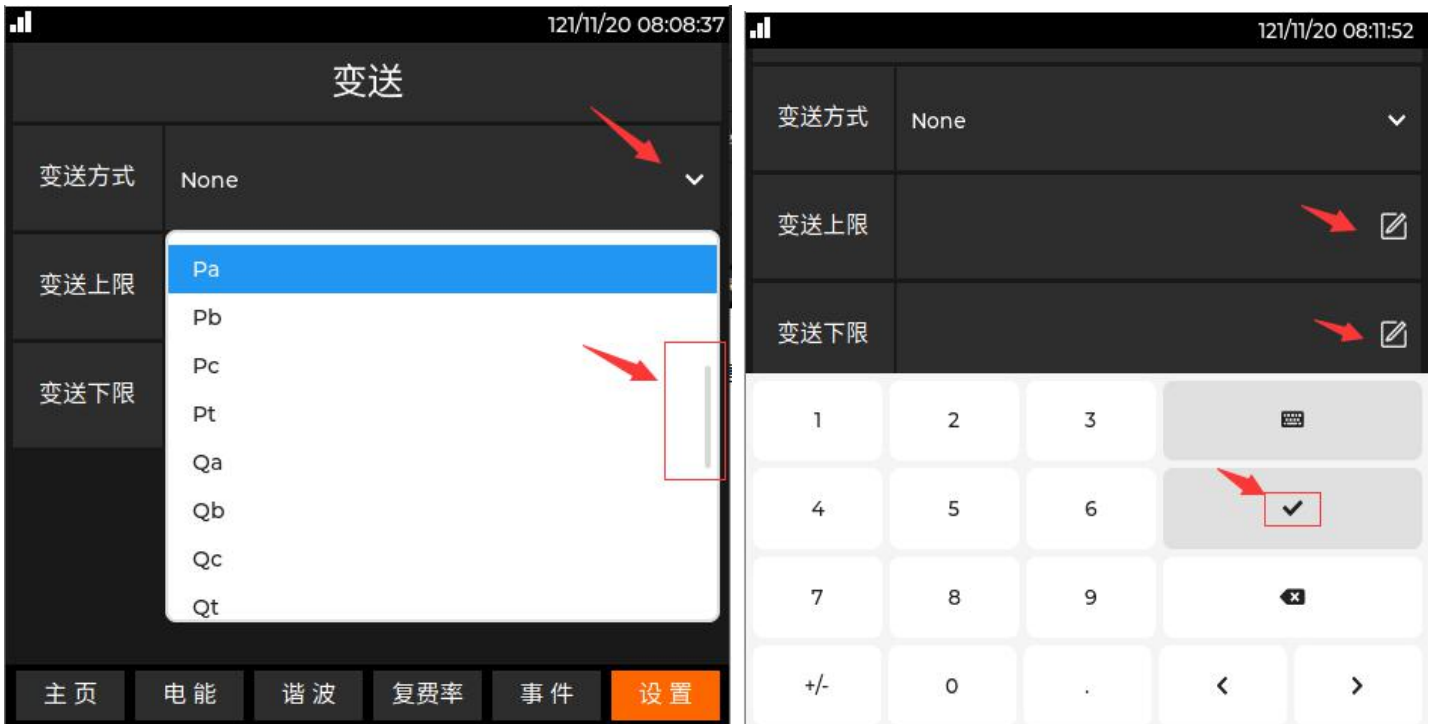 121/11/20 08:08:37
变送
变送方式
None
变送上限
变送下限
Pa
Pb
Pc
Pt
Qa
Qb
Qc
Qt
主页 电能 谐波 复费率 事件 设置
121/11/20 08:11:52
变送方式
None
变送上限
变送下限
1 2 3
4 5 6
7 8 9
+/- 0 .